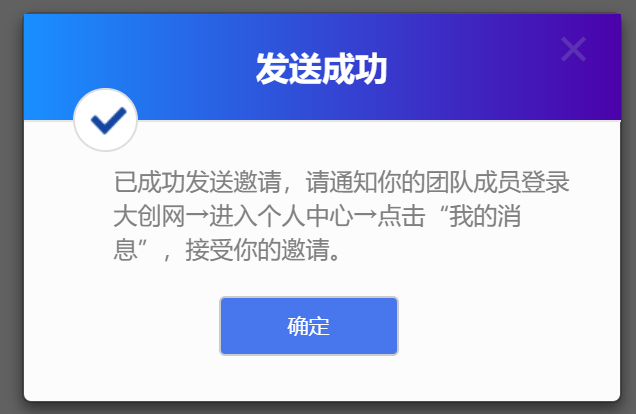 发送成功
已成功发送邀请，请通知你的团队成员登录
大创网→进入个人中心→点击“我的消
息”，接受你的邀请。
确定